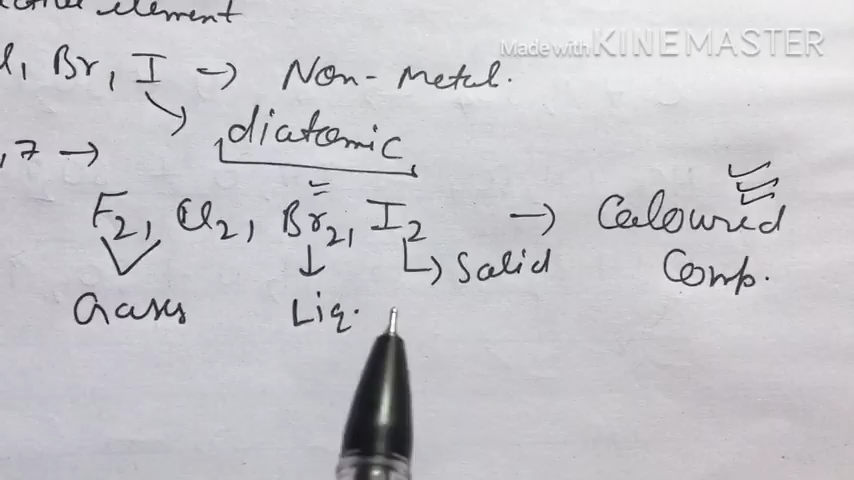 element
Made with KINEMASTER
l, Br, I → Non-Metal.
diatomic
,7 →
F2, Cl2, Br2, I2 → Coloured
Solid Comp.
Gases Liq.